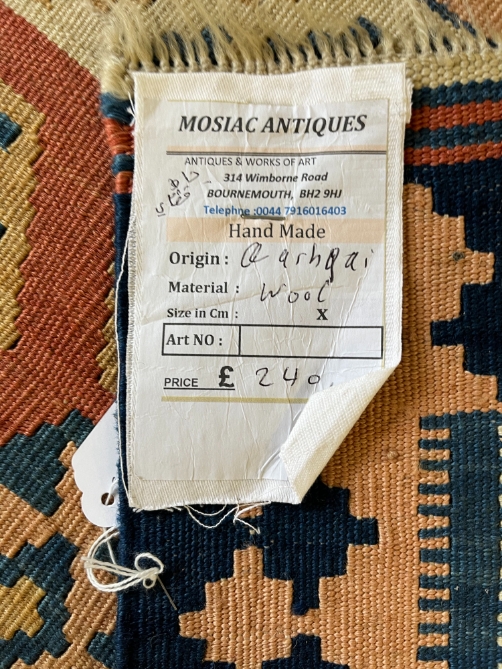 MOSIAC ANTIQUES
ANTIQUES & WORKS OF ART
314 Wimborne Road
BOURNEMOUTH, BH2 9HJ
Telephne :0044 7916016403
Hand Made
Origin : Qashqai
Material : Wool
Size in Cm : X
Art NO :
PRICE £ 240.